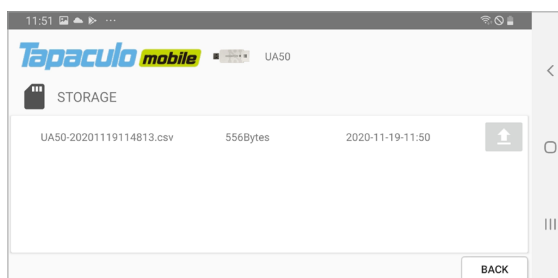 11:51
Tapaculo mobile UA50
STORAGE
UA50-20201119114813.csv 556Bytes 2020-11-19-11:50
BACK